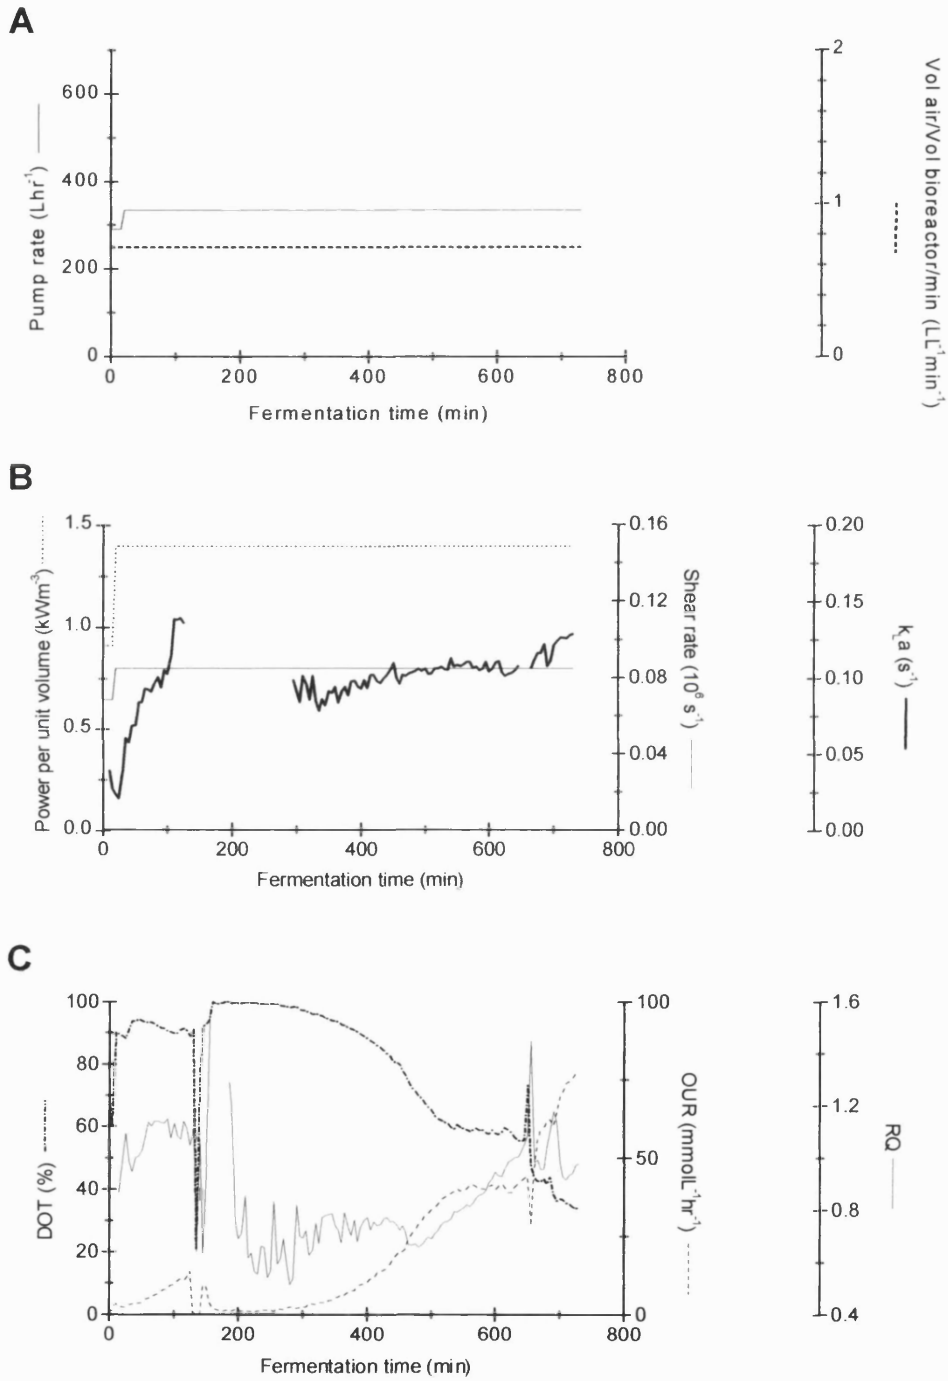 A
600
400
200
0
Pump rate (Lhr⁻¹)
0 200 400 600 800
Fermentation time (min)
2
1
0
Vol air/Vol bioreactor/min (LL⁻¹min⁻¹)
B
1.5
1.0
0.5
0.0
Power per unit volume (kWm⁻³)
0 200 400 600 800
Fermentation time (min)
0.16
0.12
0.08
0.04
0.00
Shear rate (10⁶ s⁻¹)
0.20
0.15
0.10
0.05
0.00
kLa (s⁻¹)
C
100
80
60
40
20
0
DOT (%)
0 200 400 600 800
Fermentation time (min)
100
50
0
OUR (mmolL⁻¹hr⁻¹)
1.6
1.2
0.8
0.4
RQ